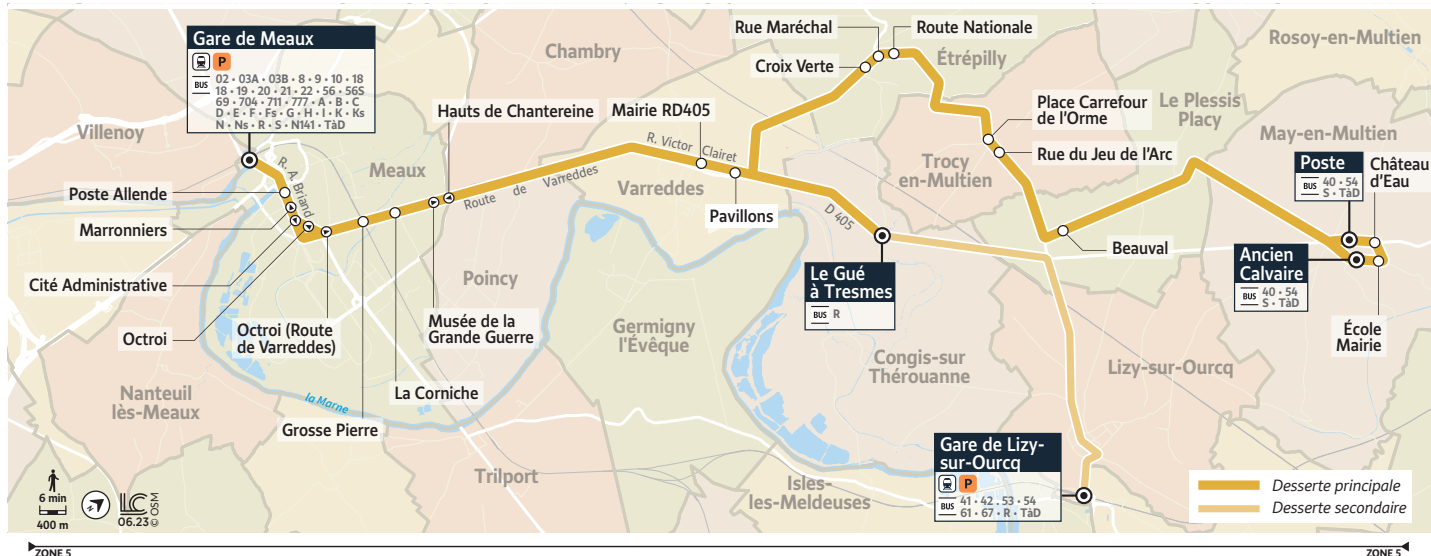 Gare de Meaux
P
BUS
02 • 03A • 03B • 8 • 9 • 10 • 18
18 • 19 • 20 • 21 • 22 • 56 • 56S
69 • 704 • 711 • 777 • A • B • C
D • E • F • Fs • G • H • I • K • Ks
N • Ns • R • S • N141 • TàD
Chambry
Rue Maréchal
Route Nationale
Croix Verte
Étrépilly
Rosoy-en-Multien
Villenoy
Meaux
Hauts de Chantereine
Mairie RD405
R. Victor Clairet
Place Carrefour
de l'Orme
Rue du Jeu de l'Arc
Le Plessis
Placy
May-en-Multien
Poste
BUS
40 • 54
S • TàD
Château
d'Eau
Poste Allende
Marronniers
R. A. Briand
Route de Varreddes
Varreddes
Pavillons
D 405
Trocy
en-Multien
Beauval
Ancien
Calvaire
BUS
40 • 54
S • TàD
École
Mairie
Cité Administrative
Octroi
Octroi (Route
de Varreddes)
Poincy
Musée de la
Grande Guerre
Germigny
l'Évêque
Le Gué
à Tresmes
BUS
R
Congis-sur
Thérouanne
Lizy-sur-Ourcq
Nanteuil
lès-Meaux
la Marne
La Corniche
Grosse Pierre
Trilport
Isles-
les-Meldeuses
Gare de Lizy-
sur-Ourcq
P
BUS
41 • 42 • 53 • 54
61 • 67 • R • TàD
6 min
400 m
LC
06.23 © OSM
Desserte principale
Desserte secondaire
ZONE 5
ZONE 5